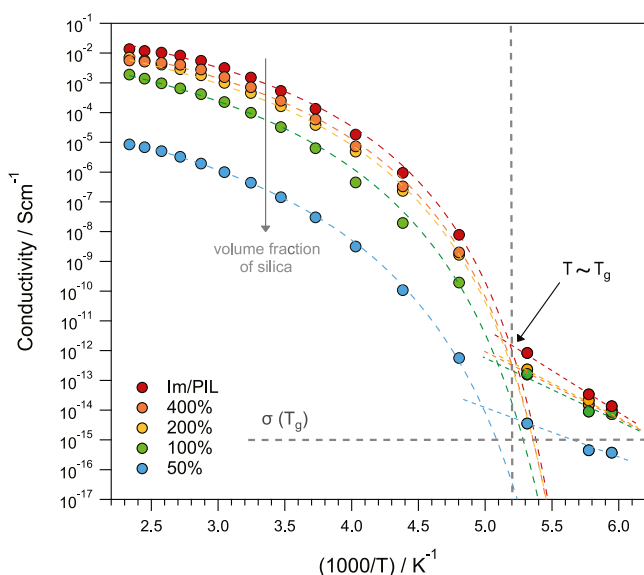 10⁰
10⁻¹
10⁻²
10⁻³
10⁻⁴
10⁻⁵
10⁻⁶
10⁻⁷
10⁻⁸
10⁻⁹
10⁻¹⁰
10⁻¹¹
10⁻¹²
10⁻¹³
10⁻¹⁴
10⁻¹⁵
10⁻¹⁶
10⁻¹⁷
Conductivity / Scm⁻¹
volume fraction
of silica
T ~ T_g
Im/PIL
400%
200%
100%
50%
σ (T_g)
2.5 3.0 3.5 4.0 4.5 5.0 5.5 6.0
(1000/T) / K⁻¹